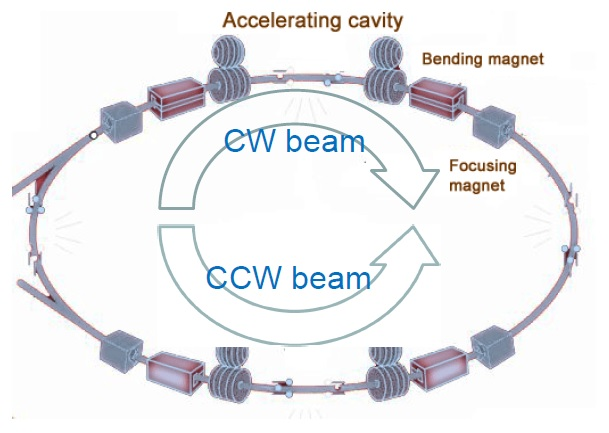 Accelerating cavity
Bending magnet
CW beam
Focusing
magnet
CCW beam